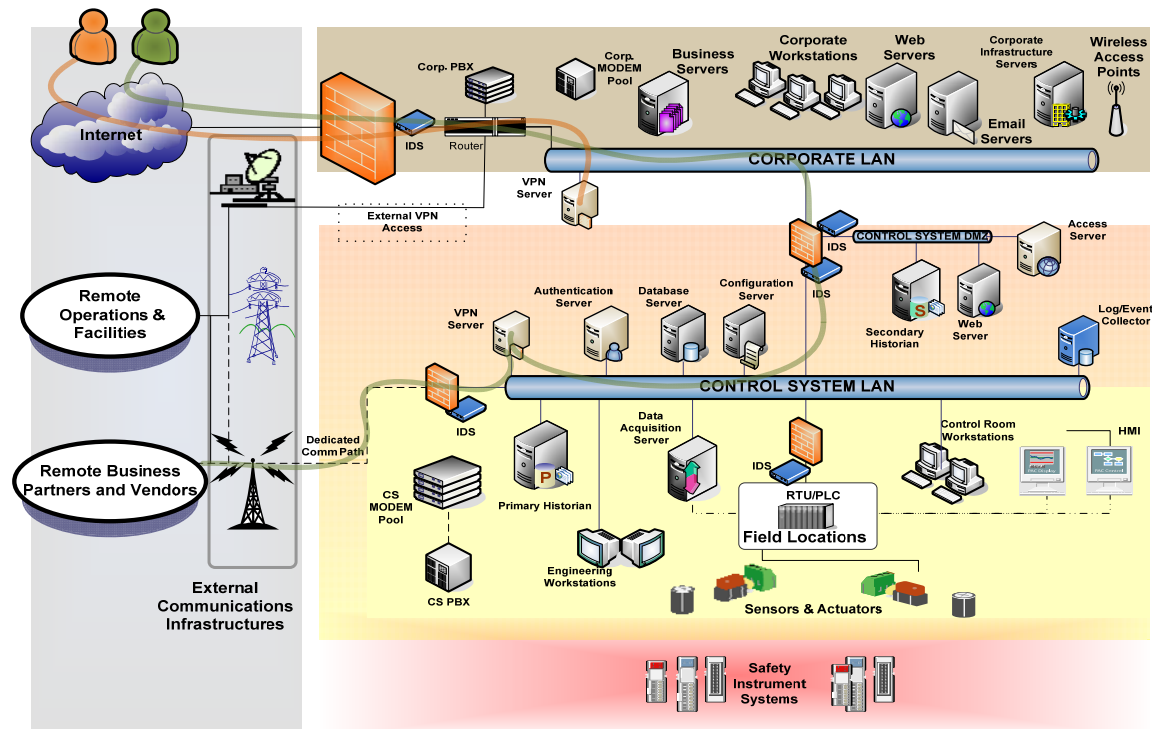 Internet
Remote
Operations &
Facilities
Remote Business
Partners and Vendors
External
Communications
Infrastructures
Dedicated
Comm Path
Corp. PBX
IDS
Router
Corp.
MODEM
Pool
Business
Servers
Corporate
Workstations
Web
Servers
Email
Servers
Corporate
Infrastructure
Servers
Wireless
Access
Points
CORPORATE LAN
VPN
Server
External VPN
Access
IDS
IDS
CONTROL SYSTEM DMZ
Access
Server
S
Secondary
Historian
Web
Server
Log/Event
Collector
VPN
Server
Authentication
Server
Database
Server
Configuration
Server
CONTROL SYSTEM LAN
IDS
CS
MODEM
Pool
CS PBX
P
Primary Historian
Engineering
Workstations
Data
Acquisition
Server
IDS
RTU/PLC
Field Locations
Control Room
Workstations
HMI
PAC Display
PAC Control
Sensors & Actuators
Safety
Instrument
Systems